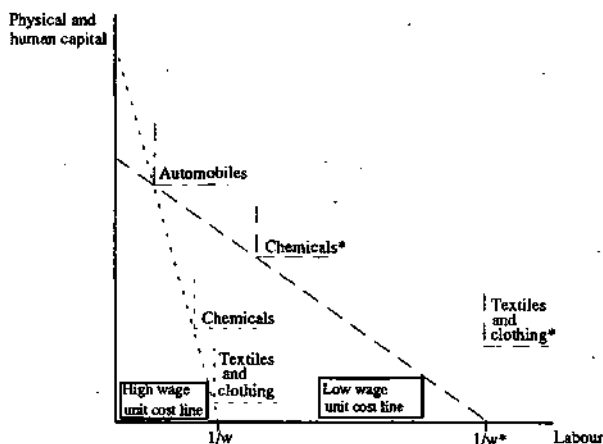 Physical and
human capital
Automobiles
Chemicals*
Chemicals
Textiles
and
clothing*
Textiles
and
clothing
High wage
unit cost line
Low wage
unit cost line
1/w
1/w*
Labour